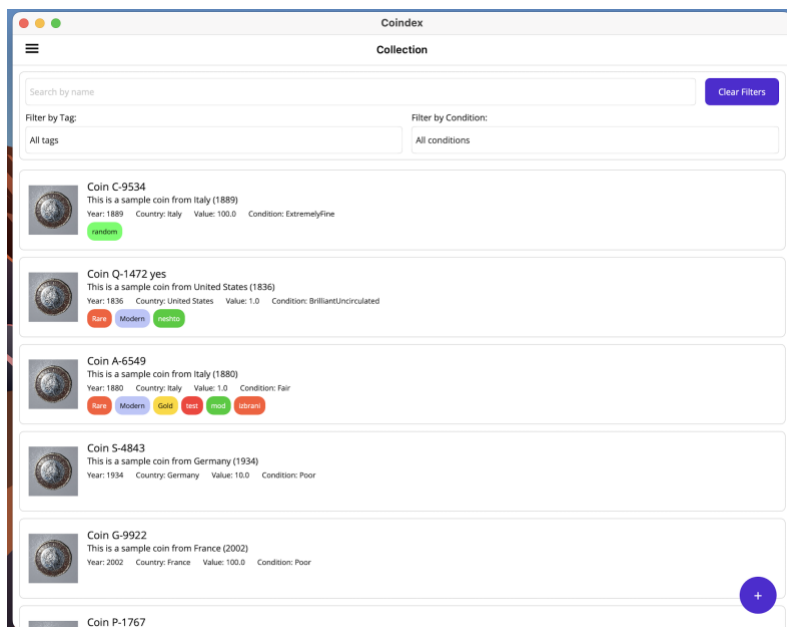 Coindex
Collection
Search by name
Clear Filters
Filter by Tag: Filter by Condition:
All tags All conditions
Coin C-9534
This is a sample coin from Italy (1889)
Year: 1889 Country: Italy Value: 100.0 Condition: ExtremelyFine
random
Coin Q-1472 yes
This is a sample coin from United States (1836)
Year: 1836 Country: United States Value: 1.0 Condition: BrilliantUncirculated
Rare Modern neshto
Coin A-6549
This is a sample coin from Italy (1880)
Year: 1880 Country: Italy Value: 1.0 Condition: Fair
Rare Modern Gold test mod izbrani
Coin S-4843
This is a sample coin from Germany (1934)
Year: 1934 Country: Germany Value: 10.0 Condition: Poor
Coin G-9922
This is a sample coin from France (2002)
Year: 2002 Country: France Value: 100.0 Condition: Poor
+
Coin P-1767